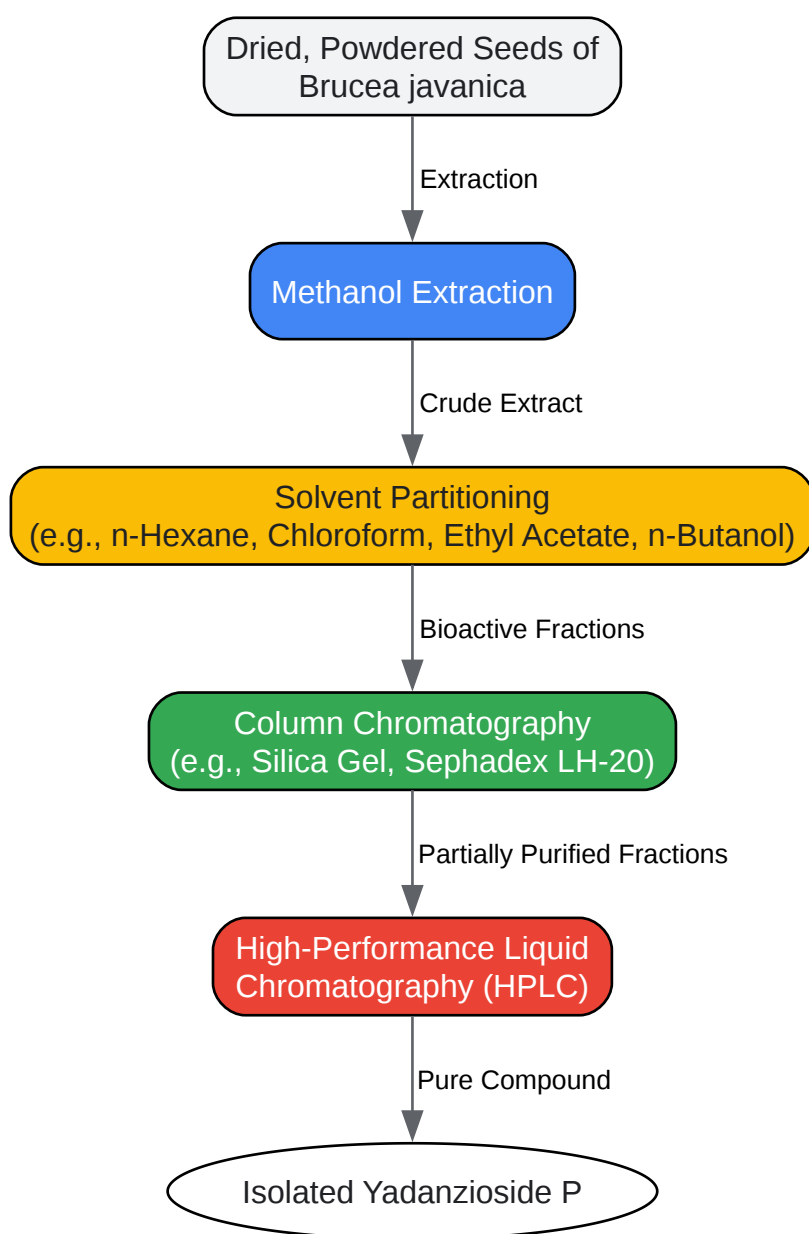 Dried, Powdered Seeds of
Brucea javanica
Extraction
Methanol Extraction
Crude Extract
Solvent Partitioning
(e.g., n-Hexane, Chloroform, Ethyl Acetate, n-Butanol)
Bioactive Fractions
Column Chromatography
(e.g., Silica Gel, Sephadex LH-20)
Partially Purified Fractions
High-Performance Liquid
Chromatography (HPLC)
Pure Compound
Isolated Yadanzioside P